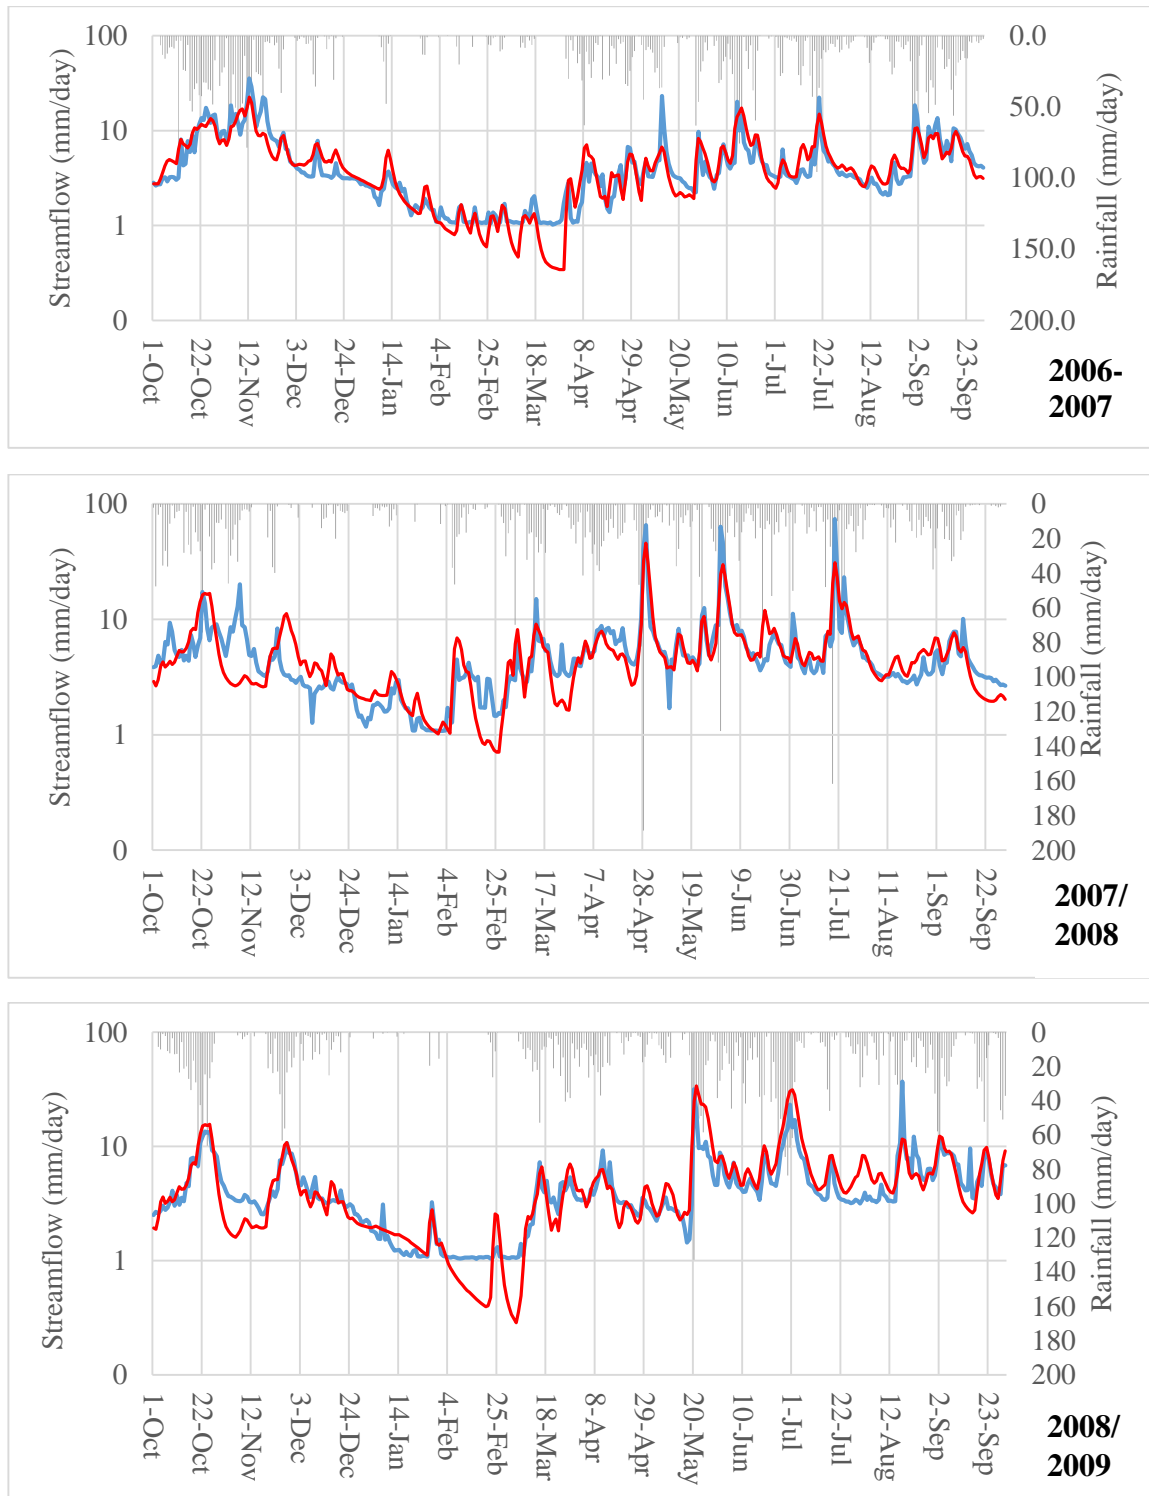 Streamflow (mm/day)
100
10
1
0
0.0
50.0
100.0
150.0
200.0
Rainfall (mm/day)
1-Oct
22-Oct
12-Nov
3-Dec
24-Dec
14-Jan
4-Feb
25-Feb
18-Mar
8-Apr
29-Apr
20-May
10-Jun
1-Jul
22-Jul
12-Aug
2-Sep
23-Sep
2006-
2007
Streamflow (mm/day)
100
10
1
0
0
20
40
60
80
100
120
140
160
180
200
Rainfall (mm/day)
1-Oct
22-Oct
12-Nov
3-Dec
24-Dec
14-Jan
4-Feb
25-Feb
17-Mar
7-Apr
28-Apr
19-May
9-Jun
30-Jun
21-Jul
11-Aug
1-Sep
22-Sep
2007/
2008
Streamflow (mm/day)
100
10
1
0
0
20
40
60
80
100
120
140
160
180
200
Rainfall (mm/day)
1-Oct
22-Oct
12-Nov
3-Dec
24-Dec
14-Jan
4-Feb
25-Feb
18-Mar
8-Apr
29-Apr
20-May
10-Jun
1-Jul
22-Jul
12-Aug
2-Sep
23-Sep
2008/
2009